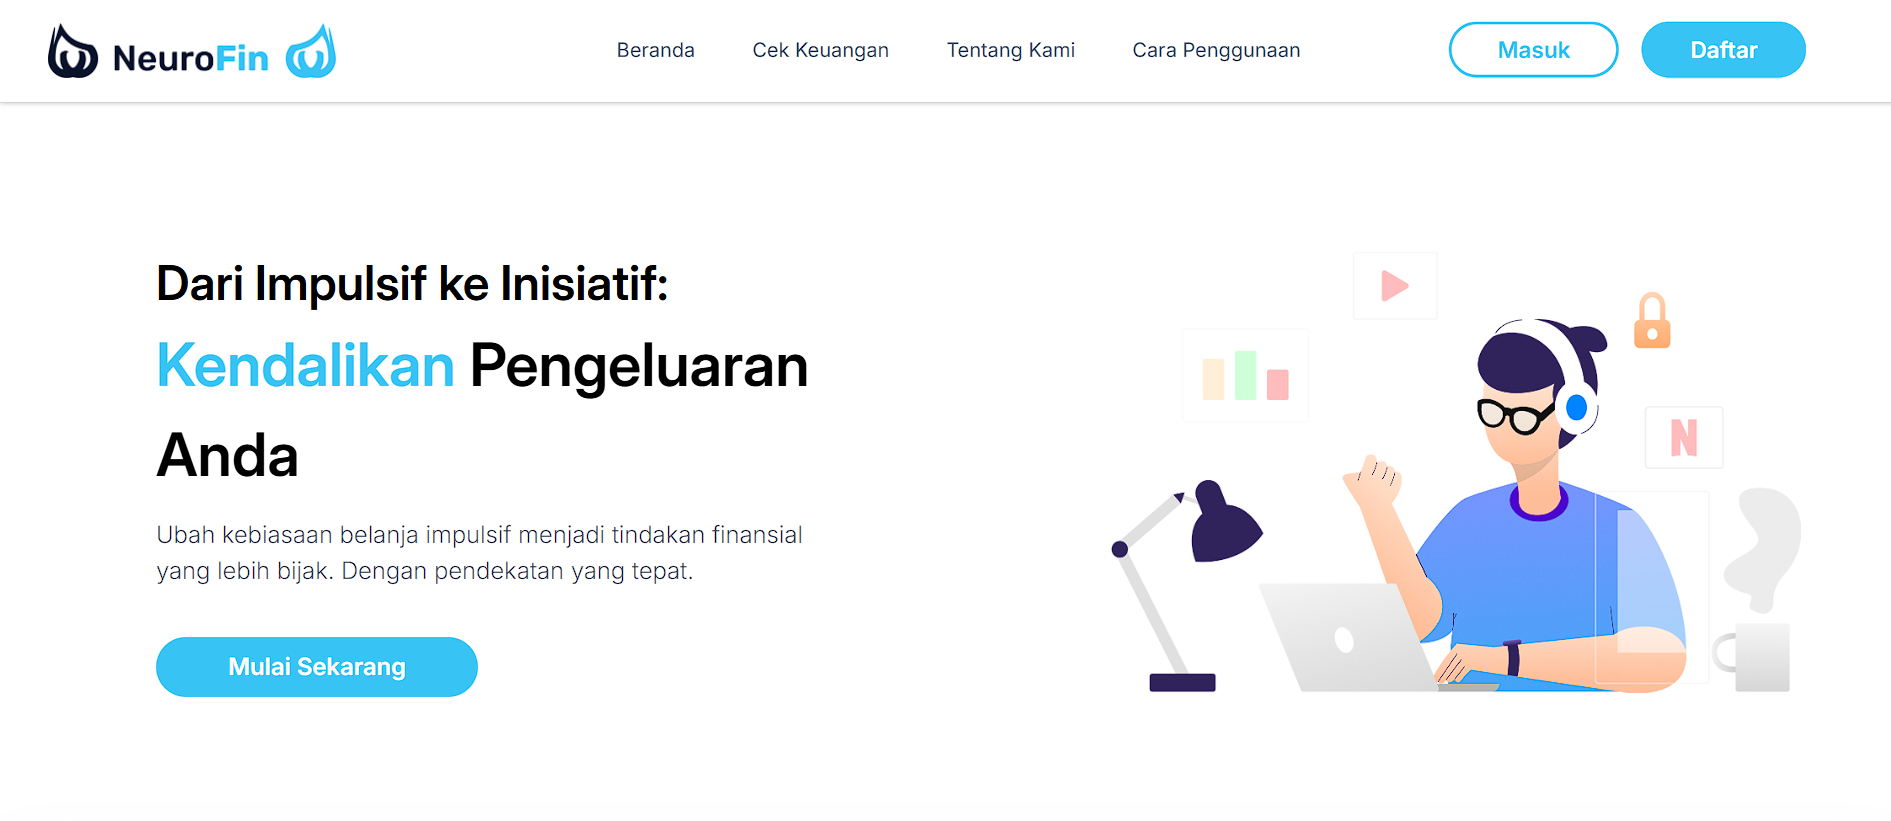 NeuroFin
Beranda
Cek Keuangan
Tentang Kami
Cara Penggunaan
Masuk
Daftar
Dari Impulsif ke Inisiatif:
Kendalikan Pengeluaran
Anda
Ubah kebiasaan belanja impulsif menjadi tindakan finansial
yang lebih bijak. Dengan pendekatan yang tepat.
Mulai Sekarang
N